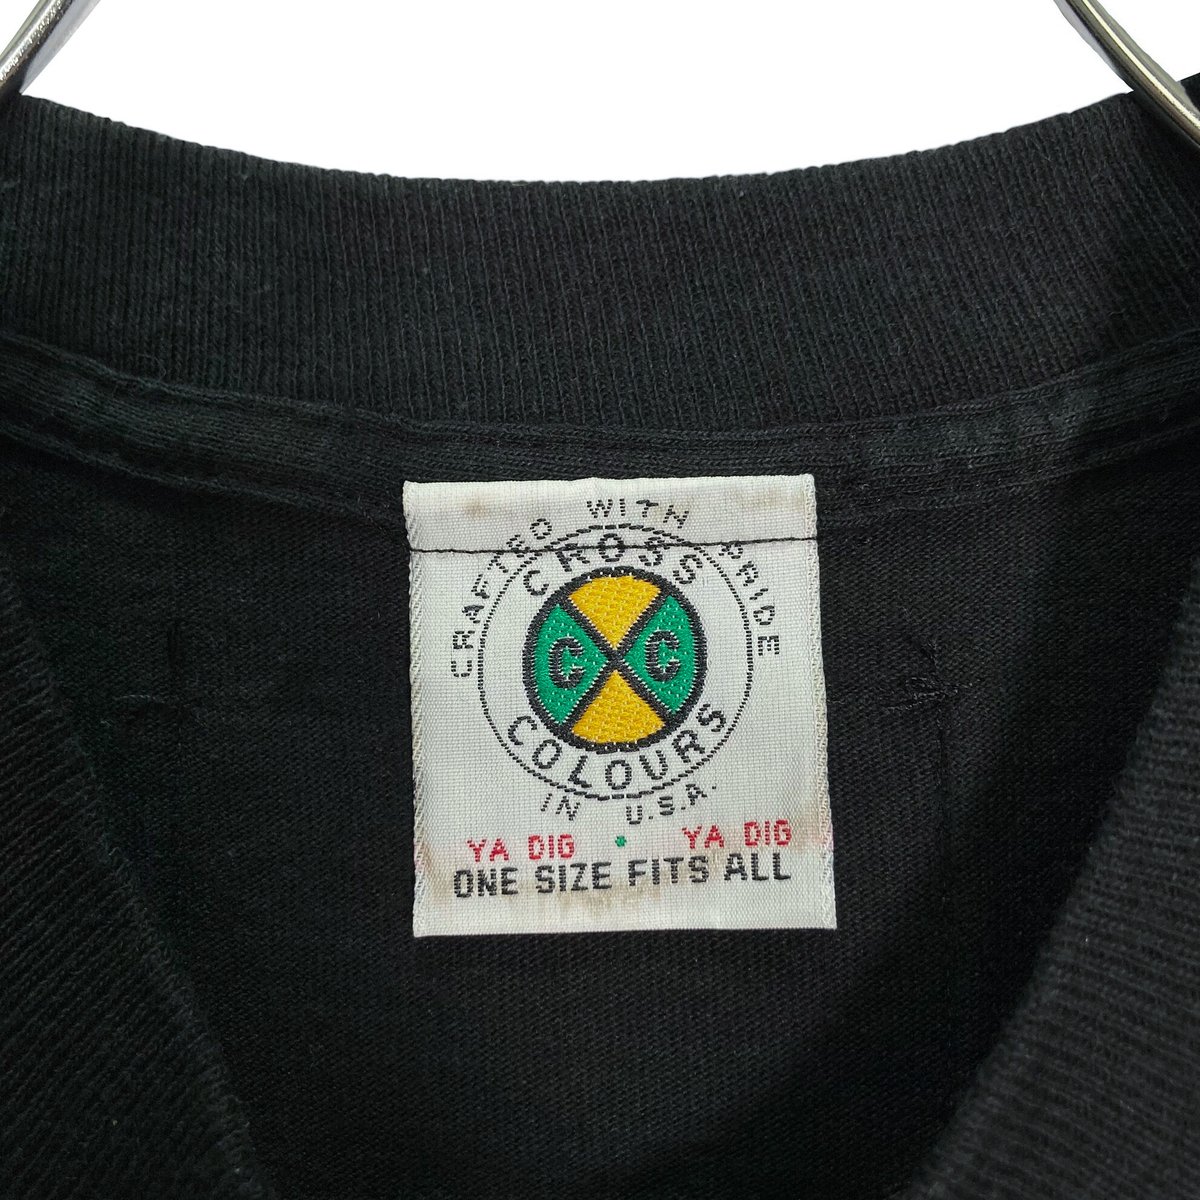 CRAFTED WITH PRIDE
CROSS
C C
COLOURS
IN U.S.A.
YA DIG • YA DIG
ONE SIZE FITS ALL